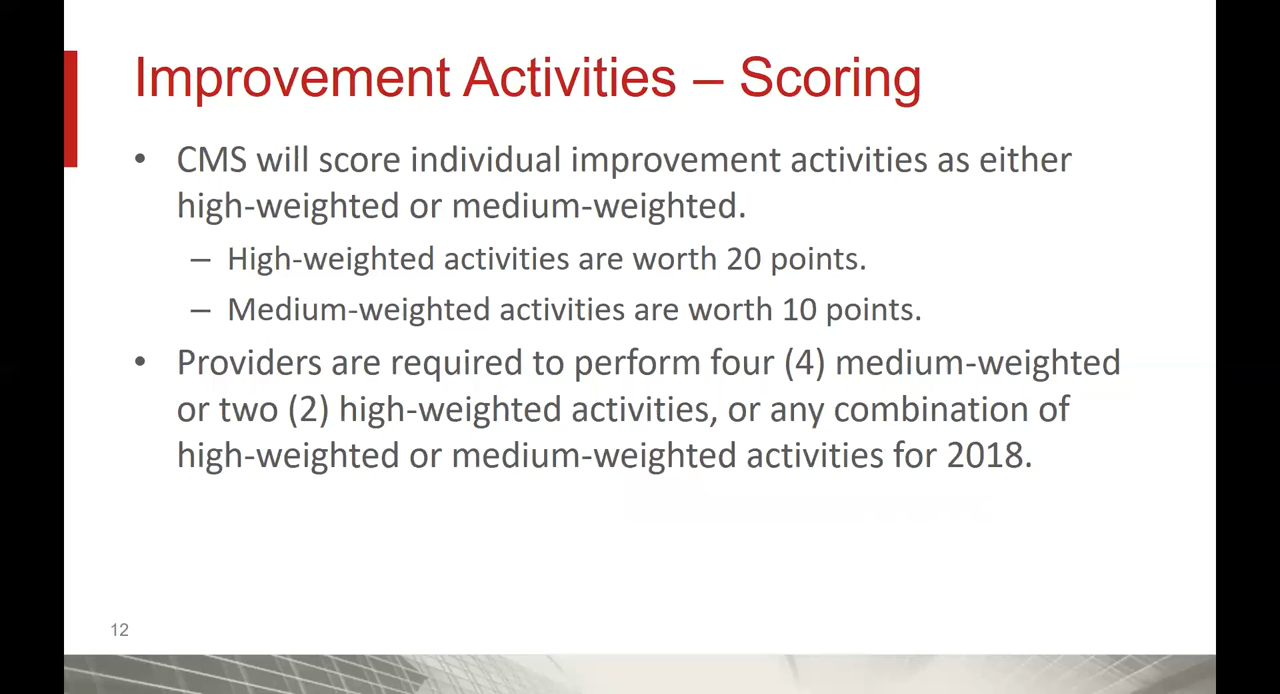 Improvement Activities – Scoring
• CMS will score individual improvement activities as either
high-weighted or medium-weighted.
– High-weighted activities are worth 20 points.
– Medium-weighted activities are worth 10 points.
• Providers are required to perform four (4) medium-weighted
or two (2) high-weighted activities, or any combination of
high-weighted or medium-weighted activities for 2018.
12